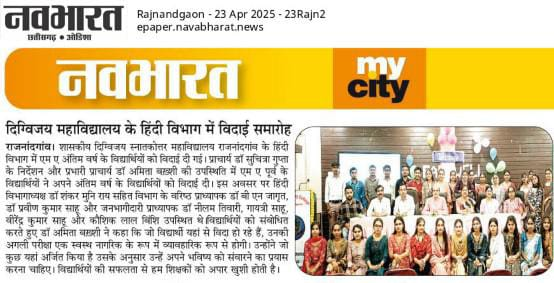 नवभारत
छत्तीसगढ़ • ओडिशा
Rajnandgaon - 23 Apr 2025 - 23Rajn2
epaper.navabharat.news
नवभारत
my
city
दिग्विजय महाविद्यालय के हिंदी विभाग में विदाई समारोह
राजनांदगांव। शासकीय दिग्विजय स्नातकोत्तर महाविद्यालय राजनांदगांव के हिंदी
विभाग में एम ए अंतिम वर्ष के विद्यार्थियों को विदाई दी गई। प्राचार्य डॉ सुचित्रा गुप्ता
के निर्देशन और प्रभारी प्राचार्य डॉ अमिता बख़्शी की उपस्थिति में एम ए पूर्व के
विद्यार्थियों ने अपने अंतिम वर्ष के विद्यार्थियों को विदाई दी। इस अवसर पर हिंदी
विभागाध्यक्ष डॉ शंकर मुनि राय सहित विभाग के वरिष्ठ प्राध्यापक डॉ बी एन जागृत,
डॉ प्रवीण कुमार साहू और जनभागीदारी प्राध्यापक डॉ नीलम तिवारी, गायत्री साहू,
वीरेंद्र कुमार साहू और कौशिक लाल बिशि उपस्थित थे।विद्यार्थियों को संबोधित
करते हुए डॉ अमिता बख़्शी ने कहा कि जो विद्यार्थी यहां से विदा हो रहे हैं, उनकी
अगली परीक्षा एक स्वस्थ नागरिक के रूप में व्यावहारिक रूप से होगी। उन्होंने जो
कुछ यहां अर्जित किया है उसके अनुसार उन्हें अपने भविष्य को संवारने का प्रयास
करना चाहिए। विद्यार्थियों की सफलता से हम शिक्षकों को अपार खुशी होती है।